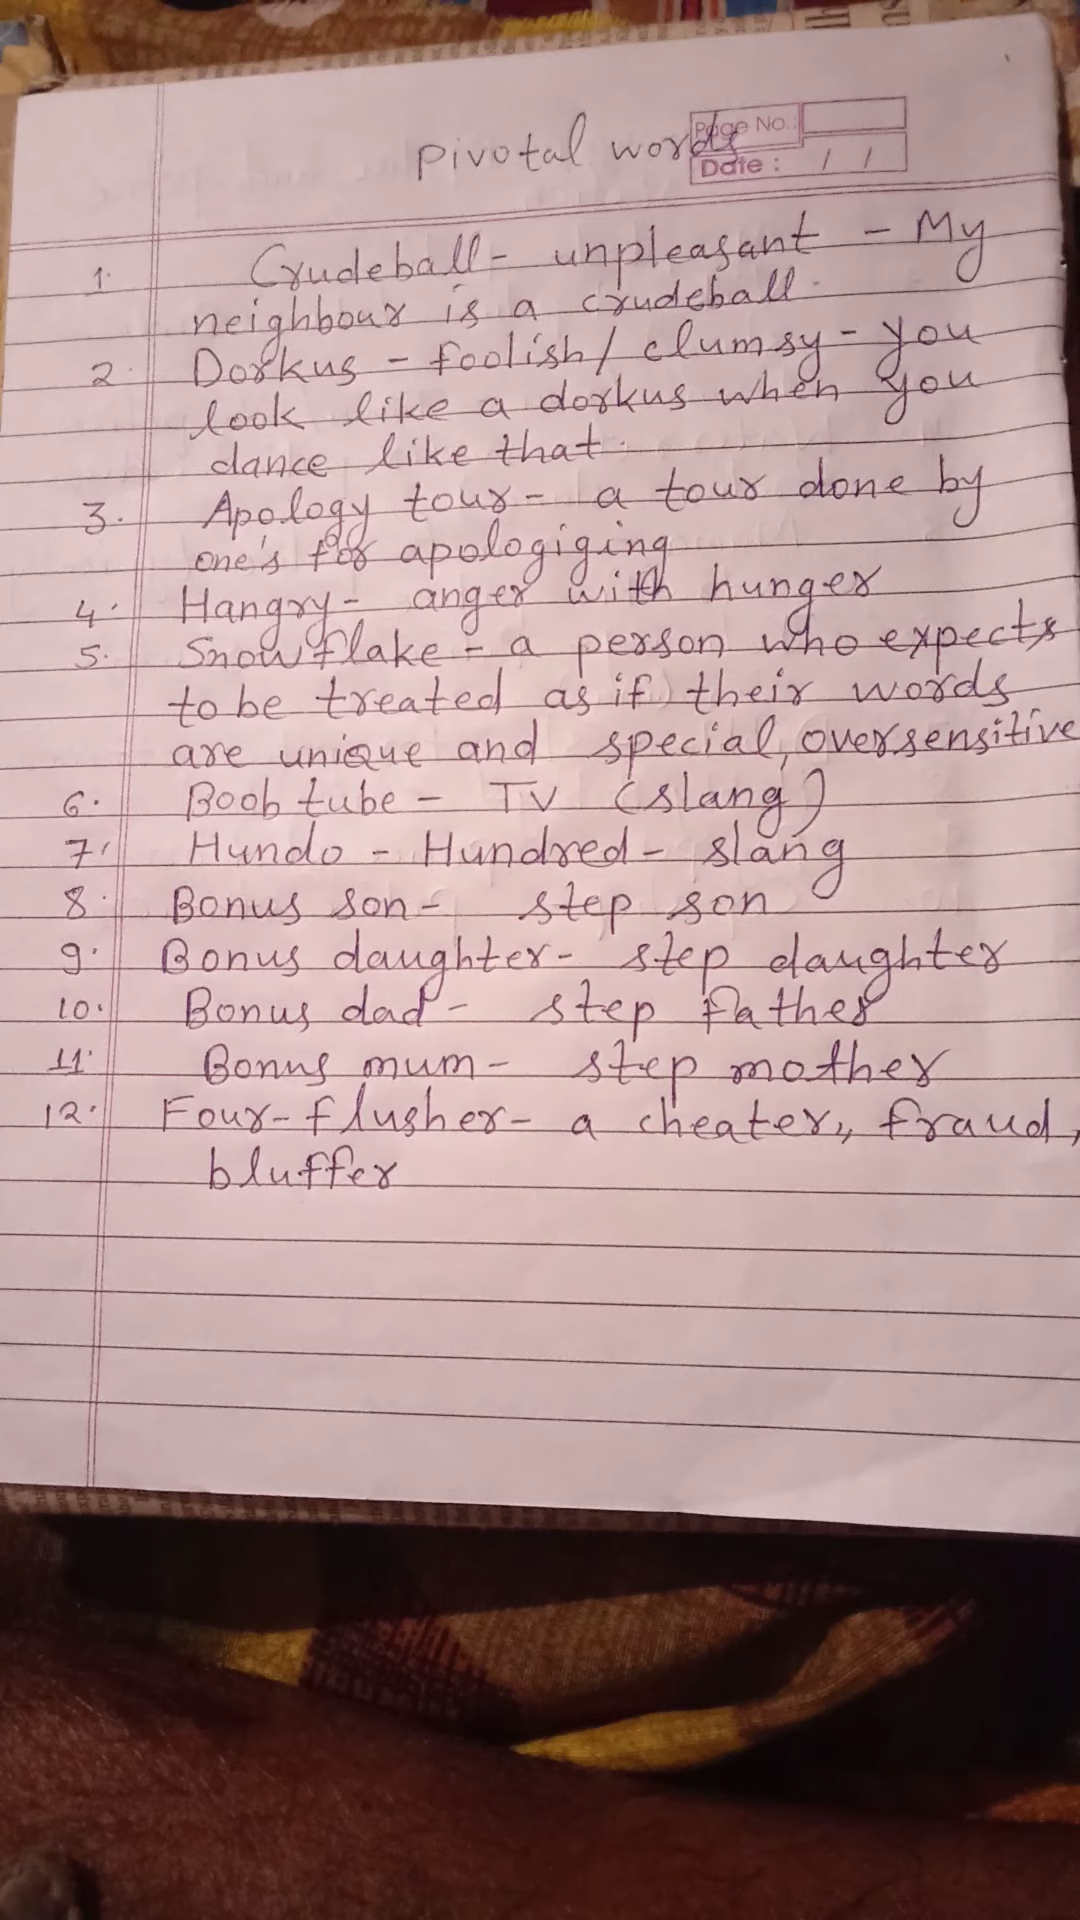 Page No.:
pivotal words
Date : / /
1. Crudeball - unpleasant - My
neighbour is a crudeball.
2. Dorkus - foolish/clumsy - you
look like a dorkus when you
dance like that.
3. Apology tour - a tour done by
one's for apologiging
4. Hangry - anger with hunger
5. Snowflake - a person who expects
to be treated as if their words
are unique and special, oversensitive
6. Boob tube - TV (slang)
7. Hundo - Hundred - slang
8. Bonus son - step son
9. Bonus daughter - step daughter
10. Bonus dad - step father
11. Bonus mum - step mother
12. Four-flusher - a cheater, fraud,
bluffer